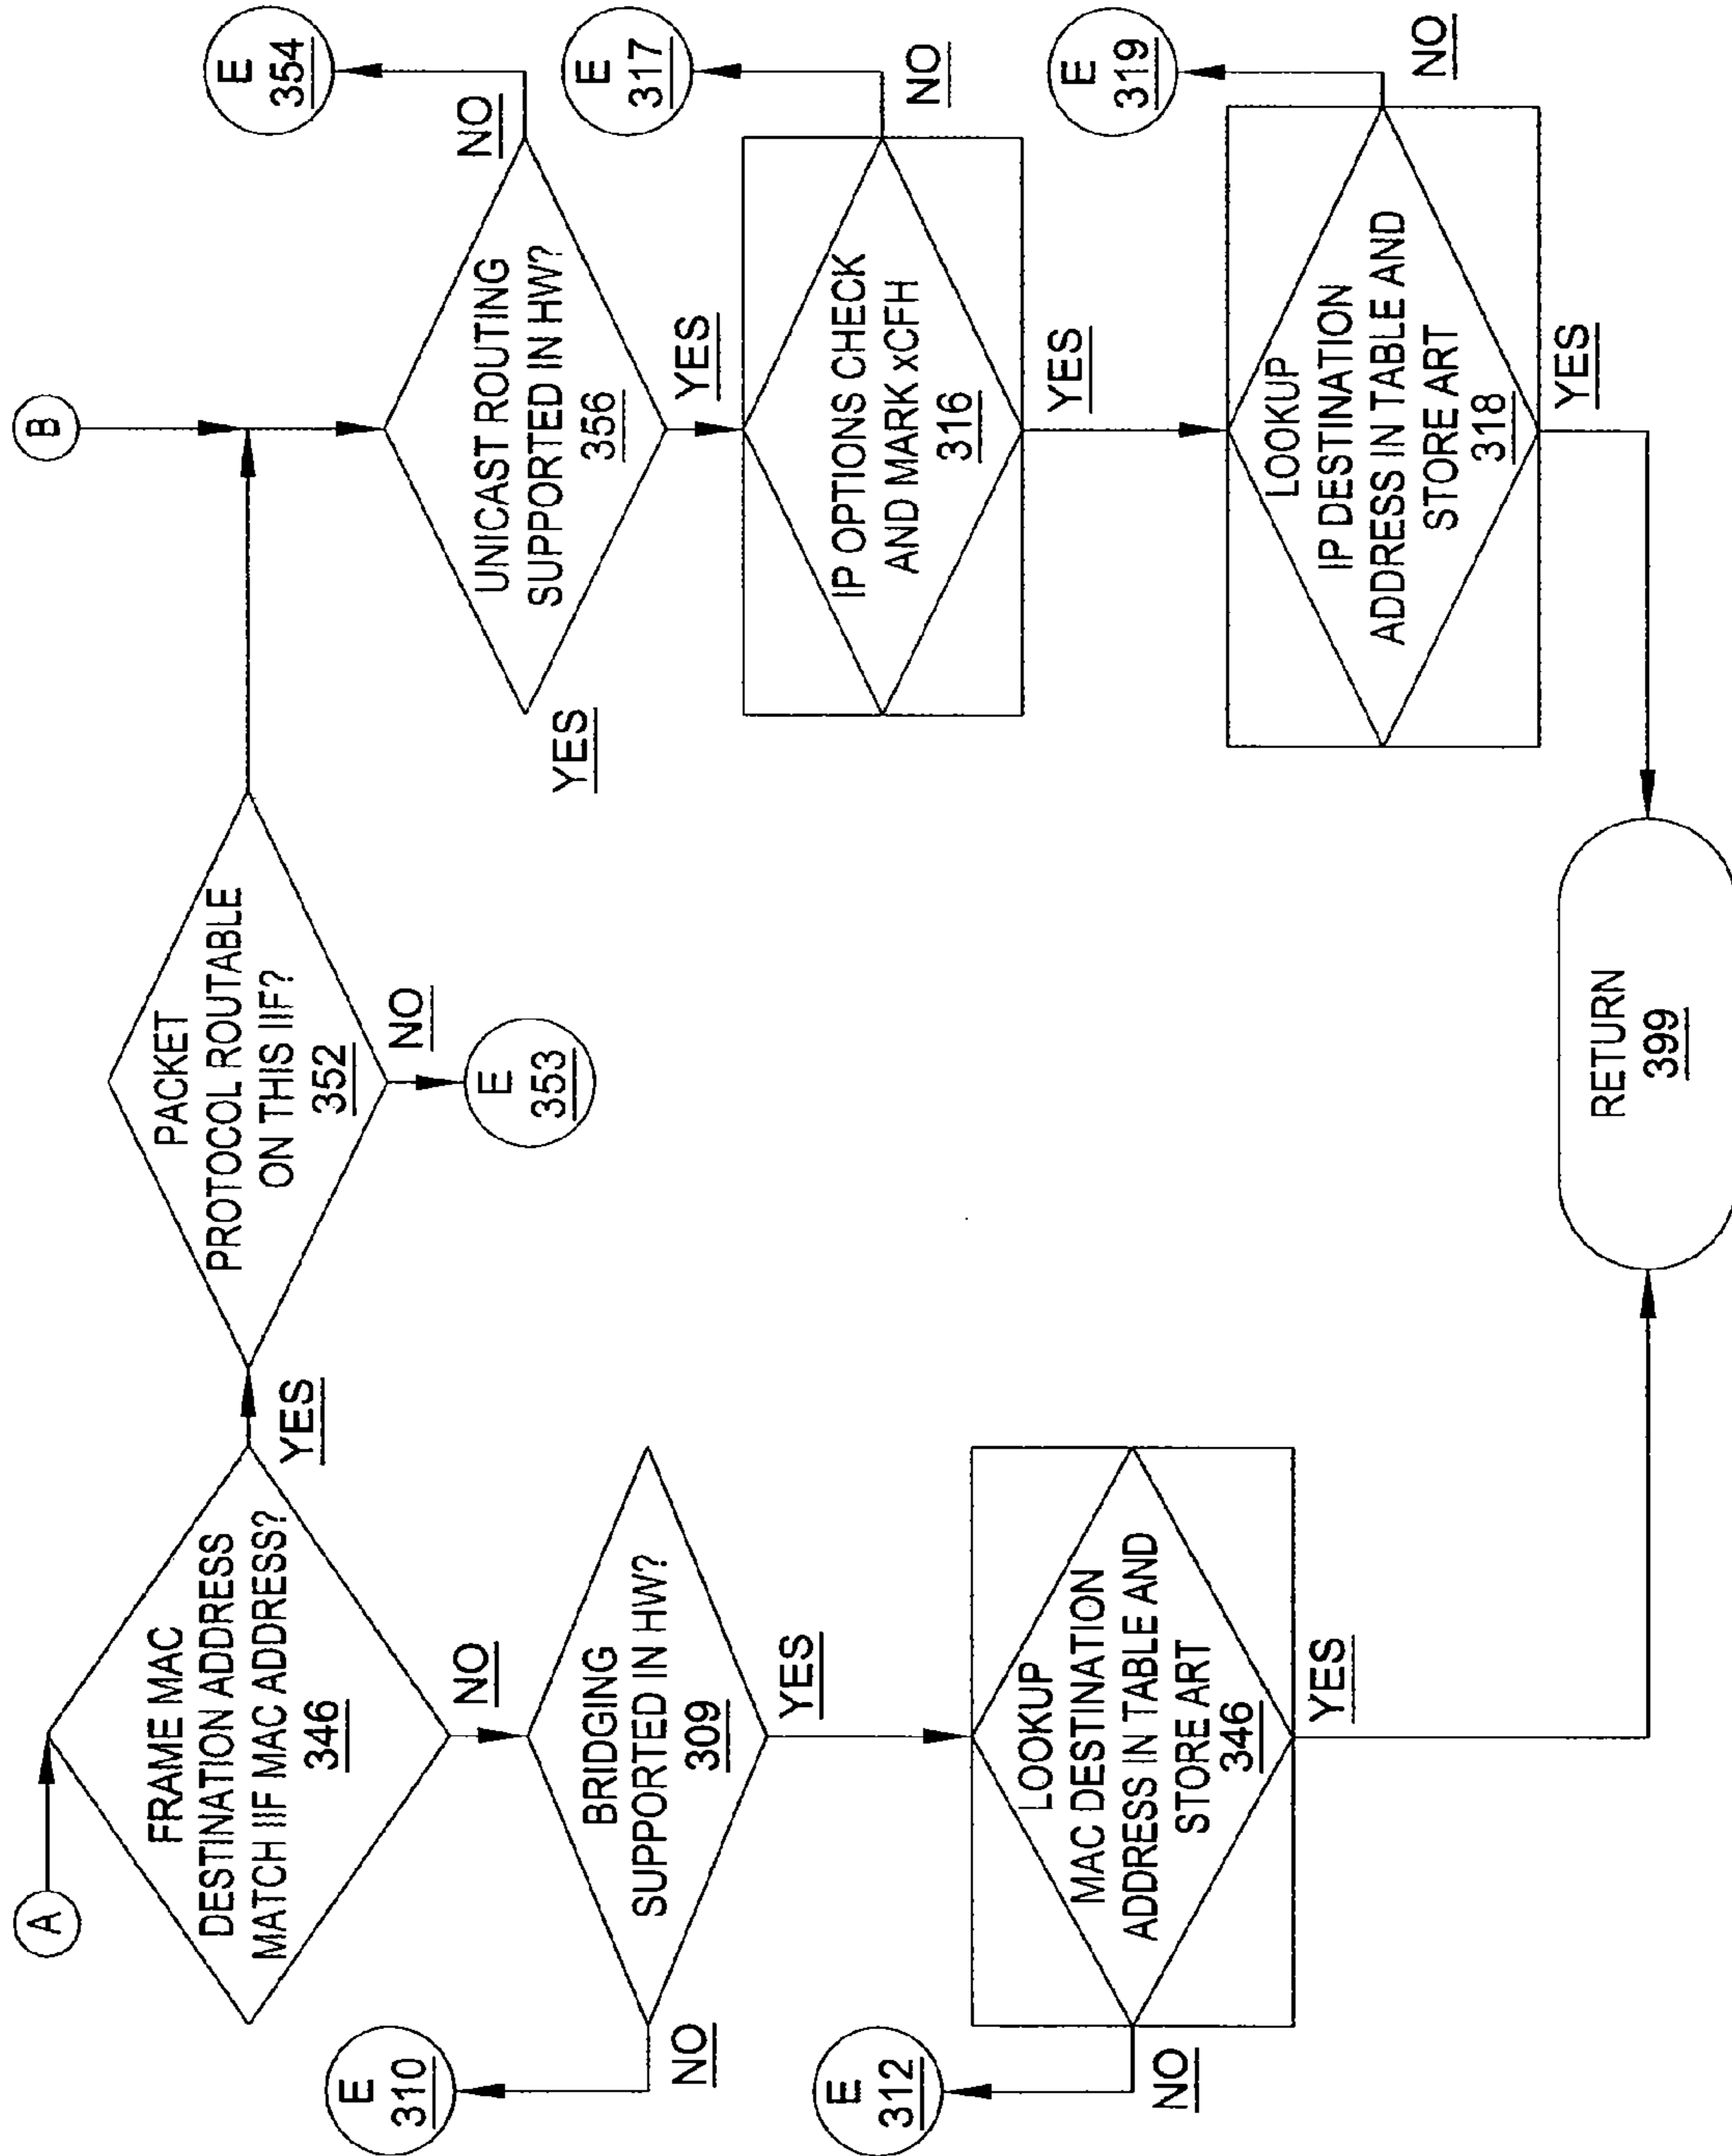 A
FRAME MAC
DESTINATION ADDRESS
MATCH IIF MAC ADDRESS?
346
YES
NO
PACKET
PROTOCOL ROUTABLE
ON THIS IIF?
352
NO
E
353
B
UNICAST ROUTING
SUPPORTED IN HW?
356
NO
E
354
YES
YES
BRIDGING
SUPPORTED IN HW?
309
NO
E
310
YES
IP OPTIONS CHECK
AND MARK xCFH
316
NO
E
317
YES
LOOKUP
MAC DESTINATION
ADDRESS IN TABLE AND
STORE ART
346
NO
E
312
YES
LOOKUP
IP DESTINATION
ADDRESS IN TABLE AND
STORE ART
318
NO
E
319
YES
RETURN
399